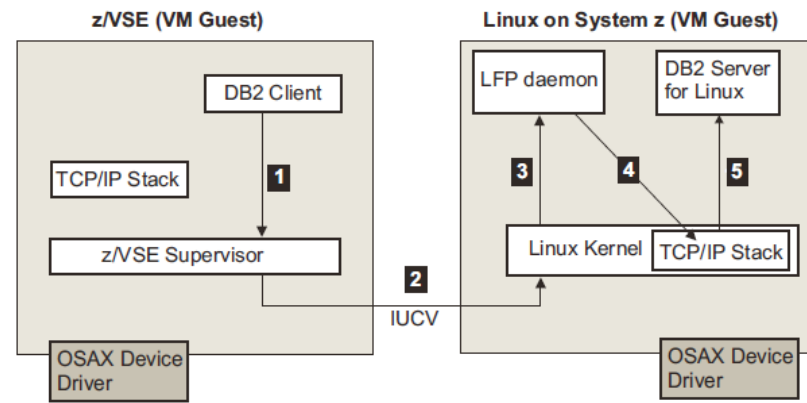 z/VSE (VM Guest)
Linux on System z (VM Guest)
DB2 Client
TCP/IP Stack
1
z/VSE Supervisor
OSAX Device
Driver
2
IUCV
LFP daemon
DB2 Server
for Linux
3
4
5
Linux Kernel
TCP/IP Stack
OSAX Device
Driver